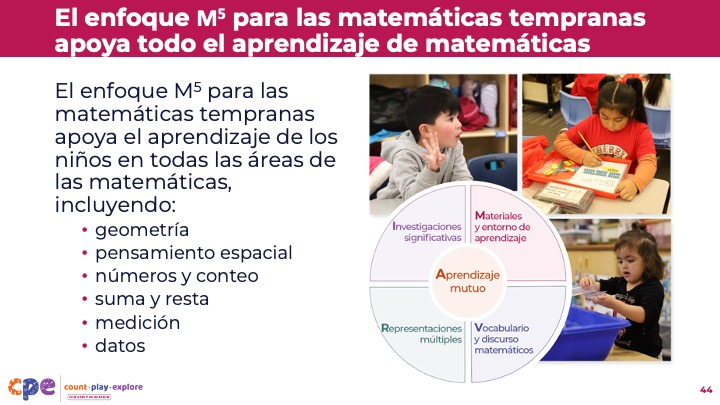 El enfoque M⁵ para las matemáticas tempranas
apoya todo el aprendizaje de matemáticas
El enfoque M⁵ para las
matemáticas tempranas
apoya el aprendizaje de los
niños en todas las áreas de
las matemáticas,
incluyendo:
• geometría
• pensamiento espacial
• números y conteo
• suma y resta
• medición
• datos
Investigaciones
significativas
Materiales
y entorno de
aprendizaje
Aprendizaje
mutuo
Representaciones
múltiples
Vocabulario
y discurso
matemáticos
cpe
count·play·explore
44